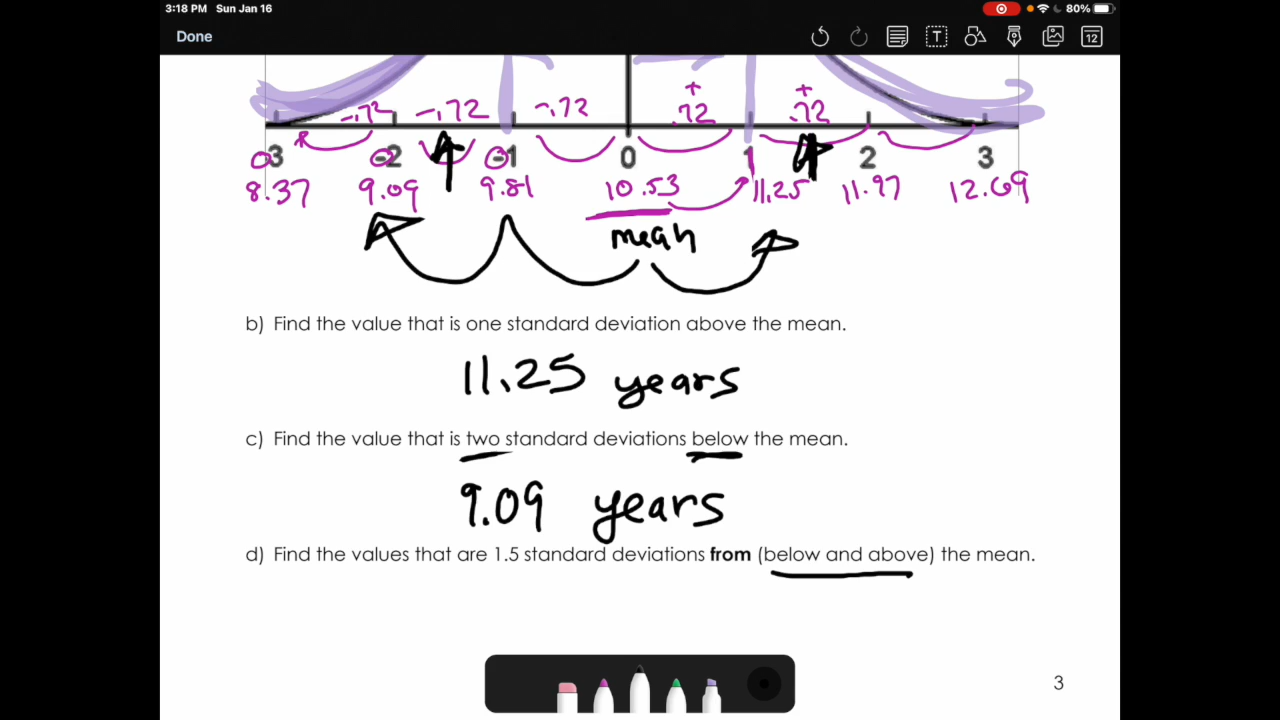 3:18 PM Sun Jan 16 80%
Done
12
-.72 -.72 -.72 + .72 + .72
-3 -2 -1 0 1 2 3
8.37 9.09 9.81 10.53 11.25 11.97 12.69
mean
b) Find the value that is one standard deviation above the mean.
11.25 years
c) Find the value that is two standard deviations below the mean.
9.09 years
d) Find the values that are 1.5 standard deviations from (below and above) the mean.
3